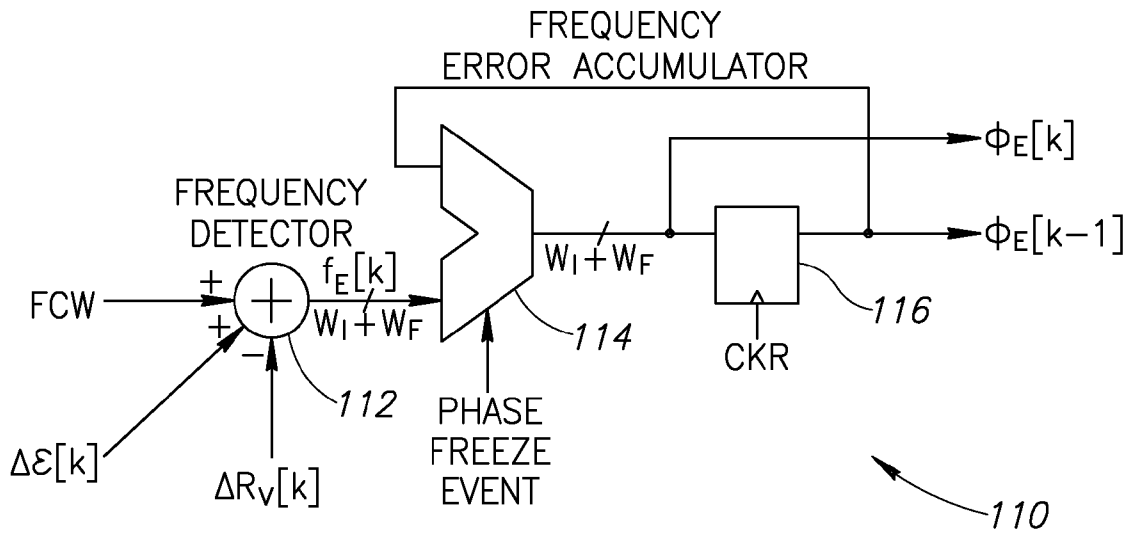 FREQUENCY
ERROR ACCUMULATOR
ΦE[k]
FREQUENCY
DETECTOR
ΦE[k-1]
fE[k]
WI+WF
WI+WF
FCW
+
+
+
-
114
116
CKR
112
PHASE
FREEZE
EVENT
Δε[k]
ΔRV[k]
110